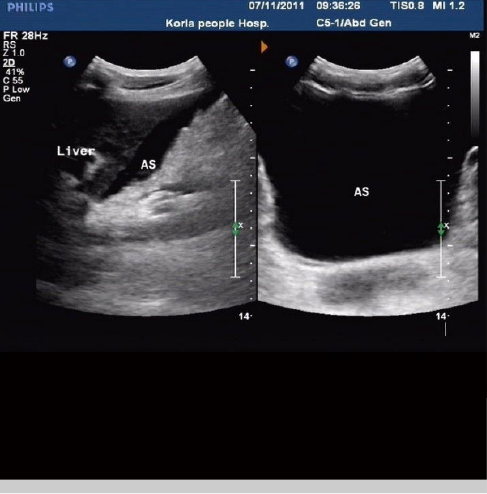 PHILIPS
07/11/2011 09:36:26 TIS0.8 MI 1.2
Korla people Hosp. C5-1/Abd Gen
FR 28Hz
RS
Z 1.0
2D
41%
C 55
P Low
Gen
M2
P
P
Liver
AS
AS
x
x
14
14